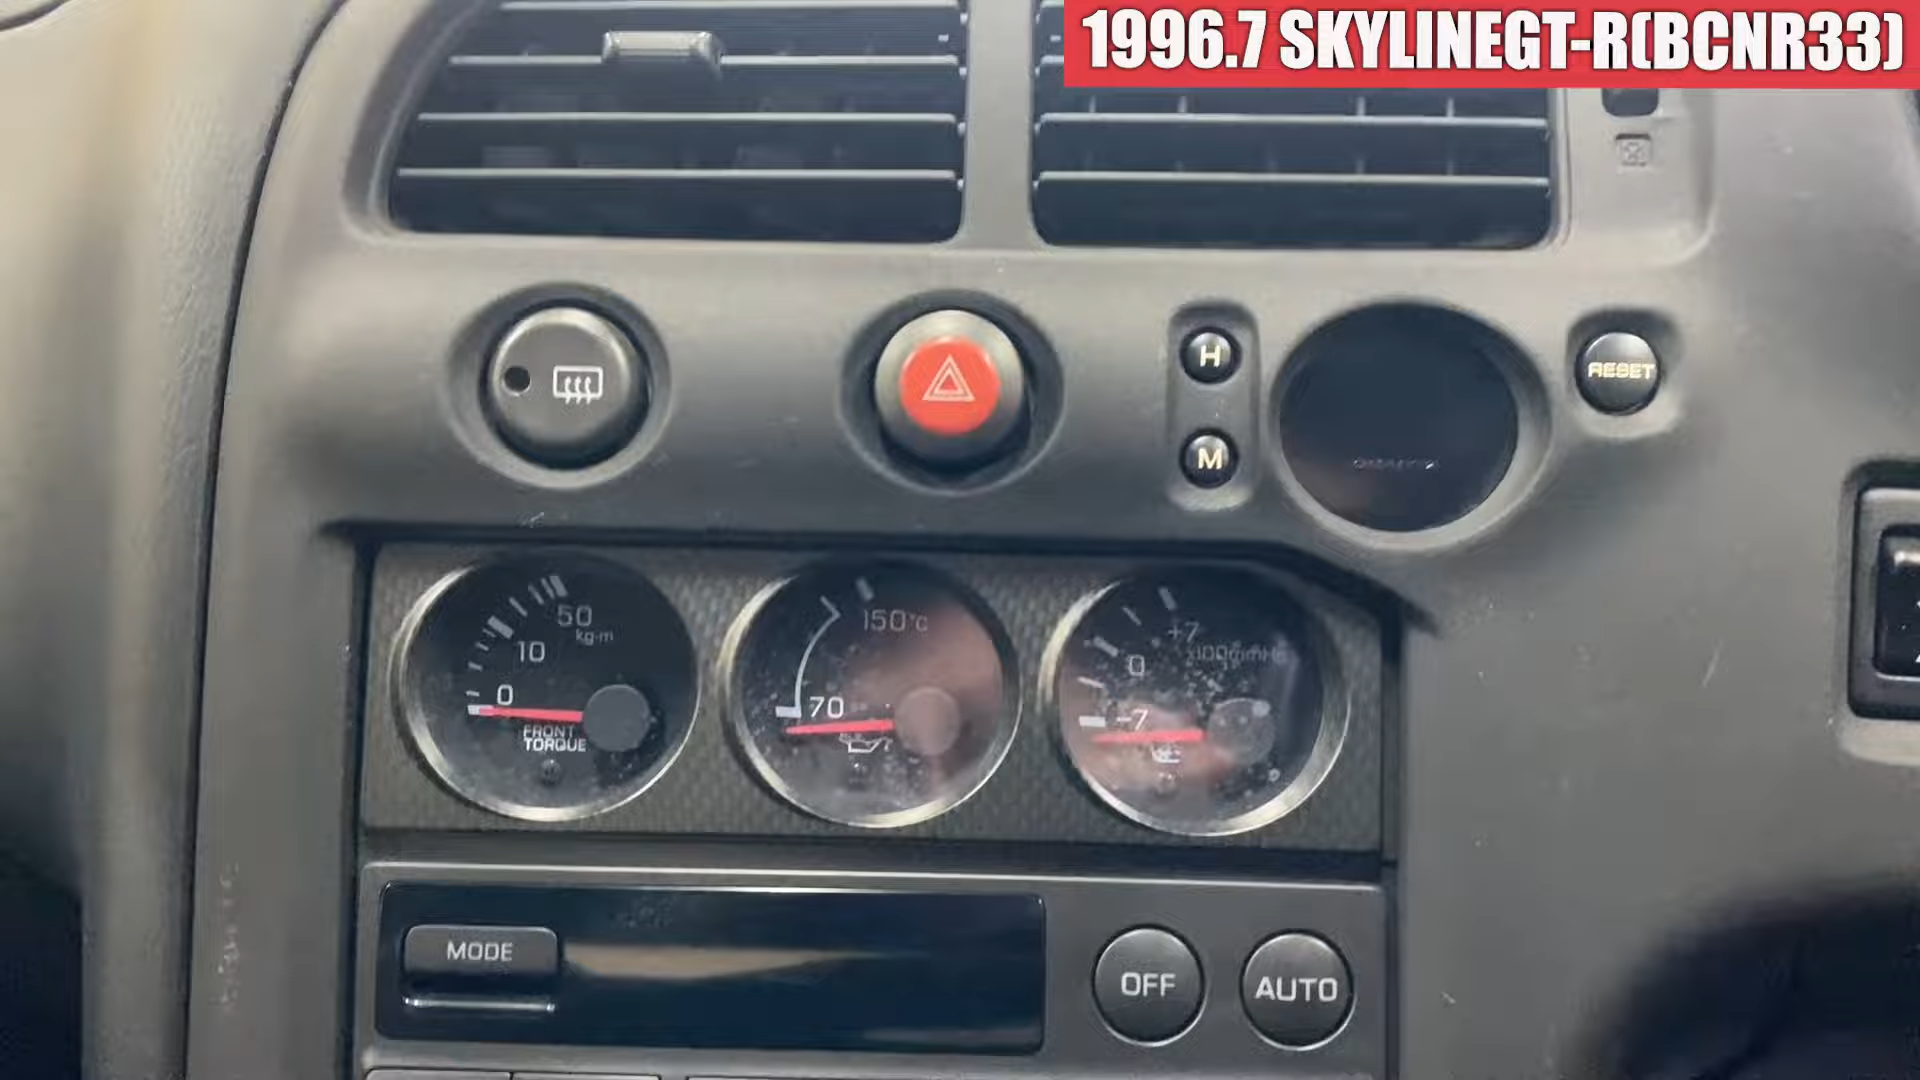 1996.7 SKYLINEGT-R(BCNR33)
H
M
RESET
50
kg-m
10
0
FRONT
TORQUE
150°C
70
+7
x100mmHg
0
-7
MODE
OFF
AUTO